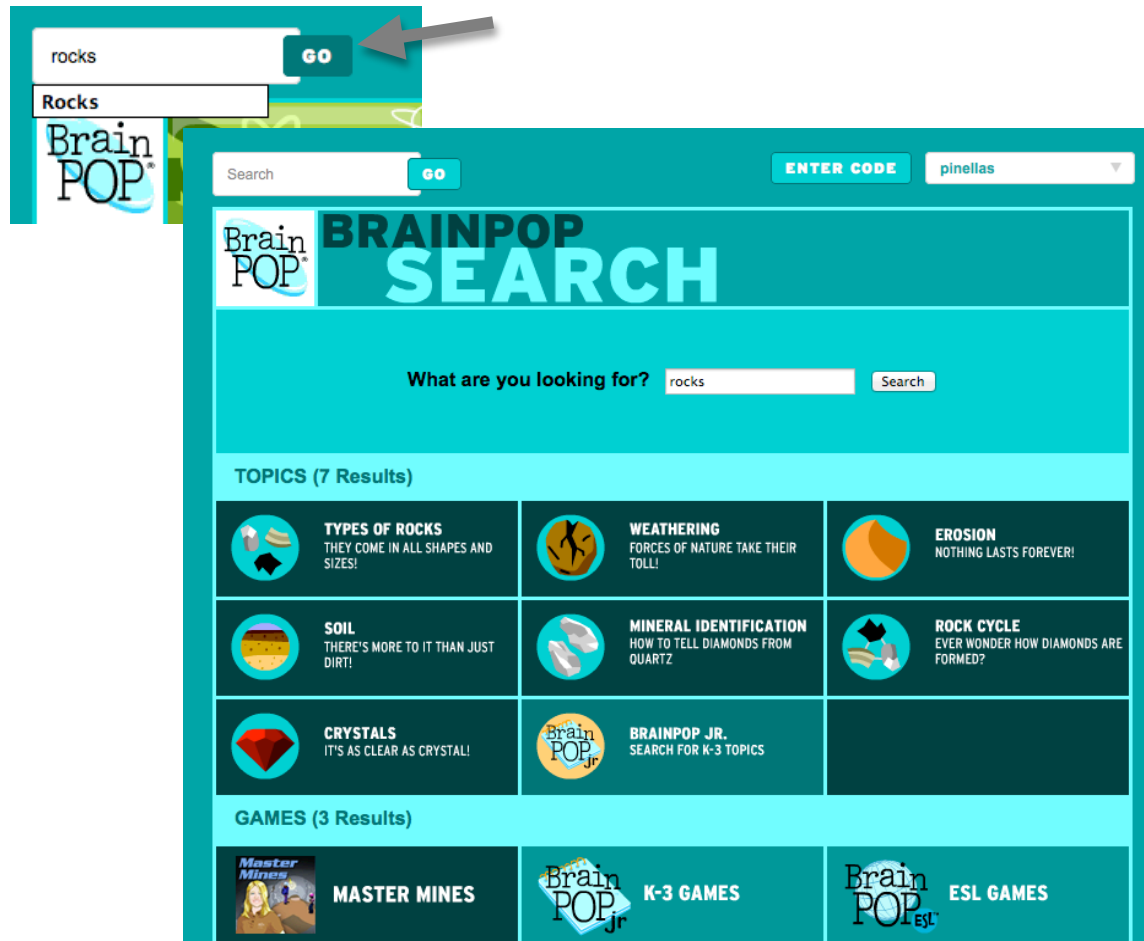 rocks
GO
Rocks
Brain
POP®
Search
GO
ENTER CODE
pinellas
Brain
POP®
BRAINPOP
SEARCH
What are you looking for?
rocks
Search
TOPICS (7 Results)
TYPES OF ROCKS
THEY COME IN ALL SHAPES AND
SIZES!
WEATHERING
FORCES OF NATURE TAKE THEIR
TOLL!
EROSION
NOTHING LASTS FOREVER!
SOIL
THERE'S MORE TO IT THAN JUST
DIRT!
MINERAL IDENTIFICATION
HOW TO TELL DIAMONDS FROM
QUARTZ
ROCK CYCLE
EVER WONDER HOW DIAMONDS ARE
FORMED?
CRYSTALS
IT'S AS CLEAR AS CRYSTAL!
Brain
POP
jr
BRAINPOP JR.
SEARCH FOR K-3 TOPICS
GAMES (3 Results)
Master
Mines
MASTER MINES
Brain
POP
jr
K-3 GAMES
Brain
POP
ESL™
ESL GAMES